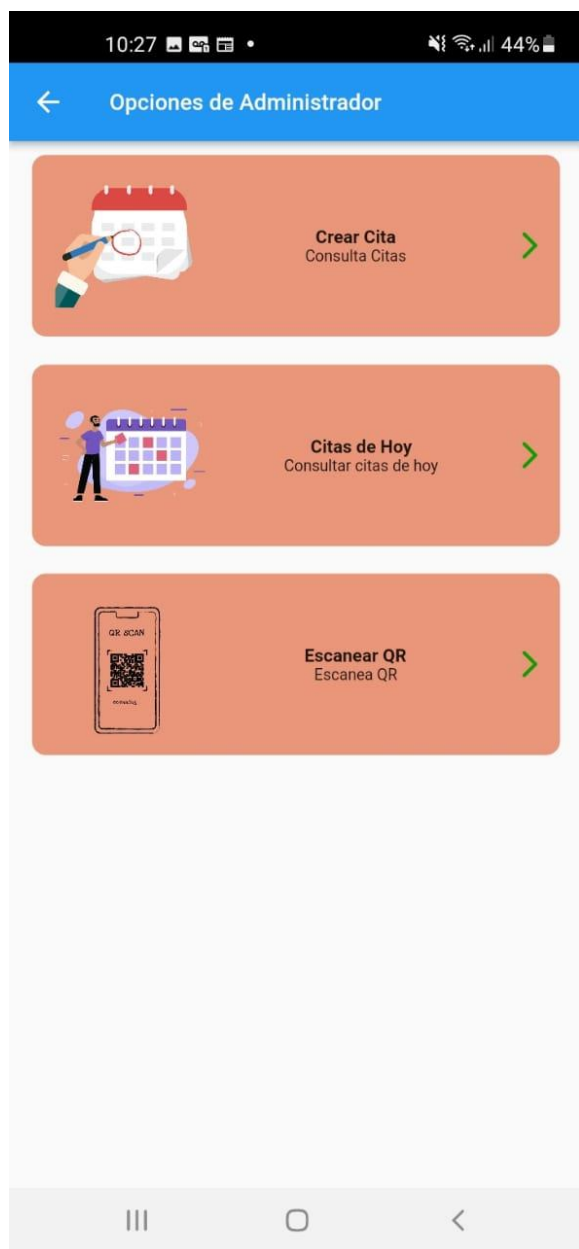 10:27
44%
Opciones de Administrador
Crear Cita
Consulta Citas
Citas de Hoy
Consultar citas de hoy
QR SCAN
Escanear QR
Escanea QR